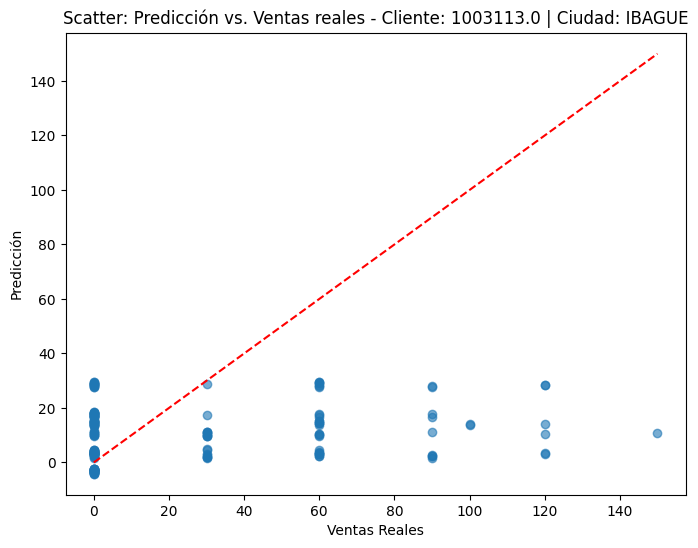 Scatter: Predicción vs. Ventas reales - Cliente: 1003113.0 | Ciudad: IBAGUE
140
120
100
80
60
40
20
0
Predicción
0 20 40 60 80 100 120 140
Ventas Reales